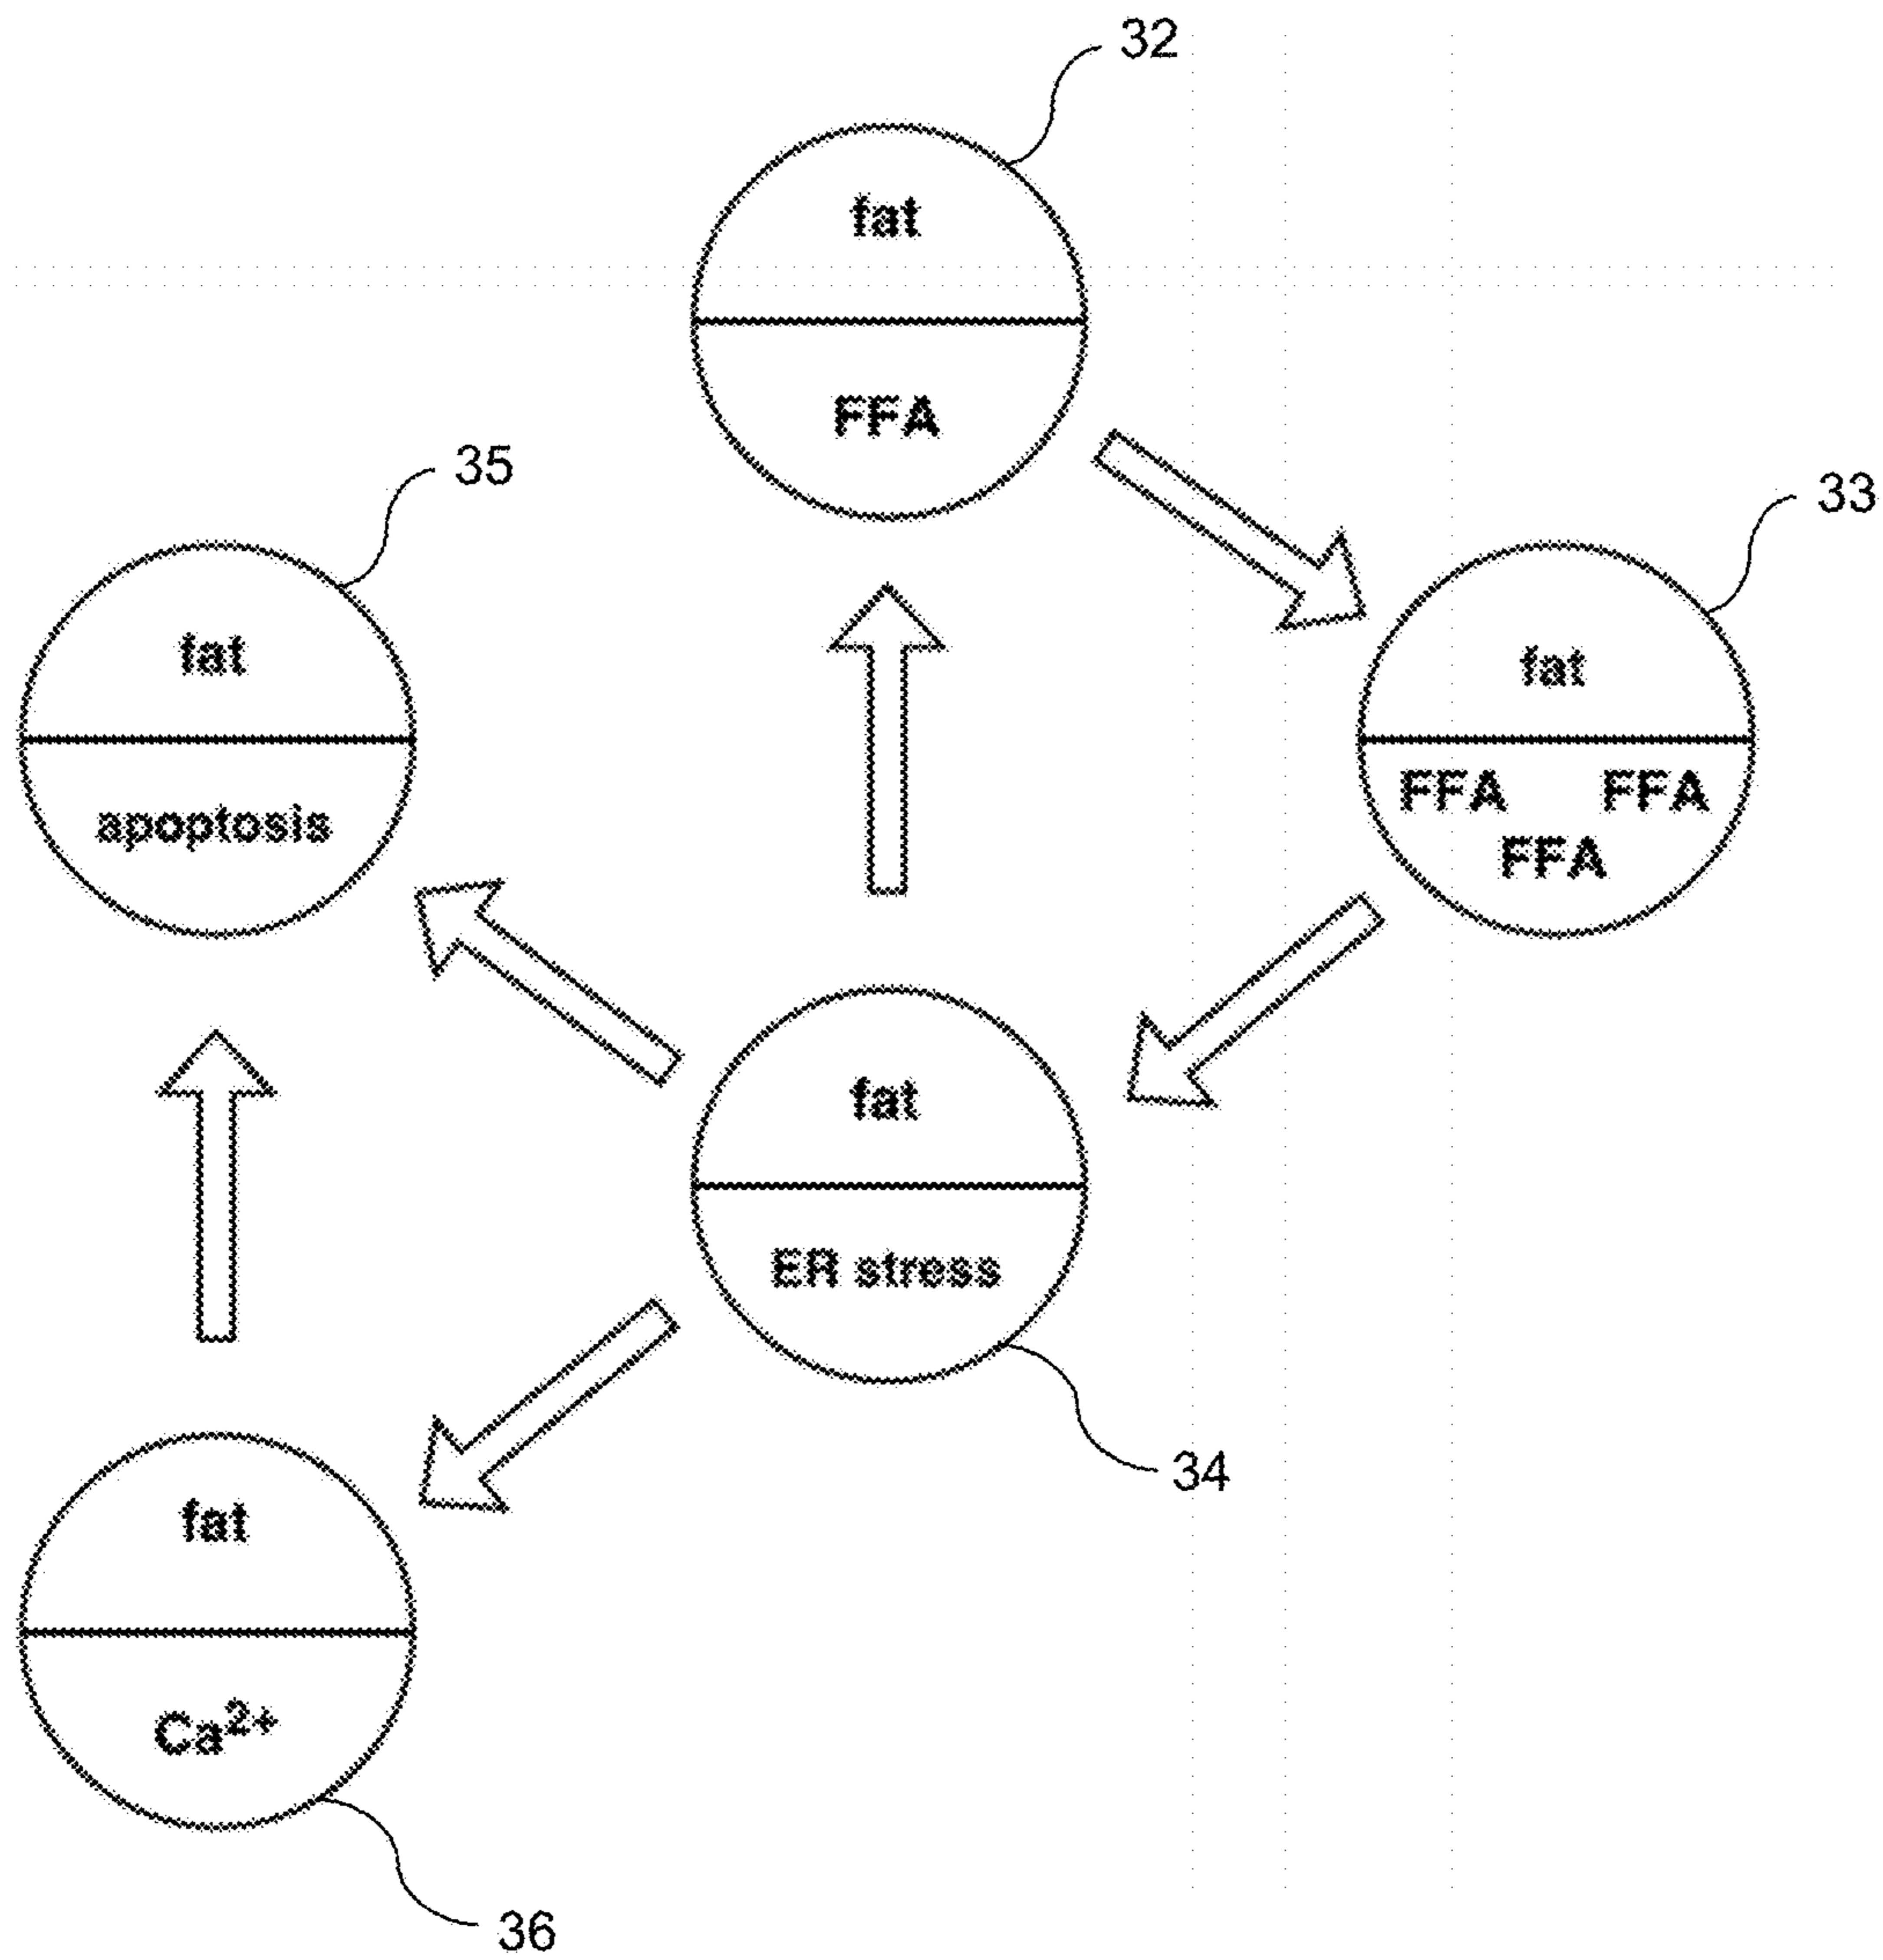 32
fat
FFA
35
33
fat
apoptosis
fat
FFA FFA
FFA
fat
ER stress
34
fat
Ca²⁺
36